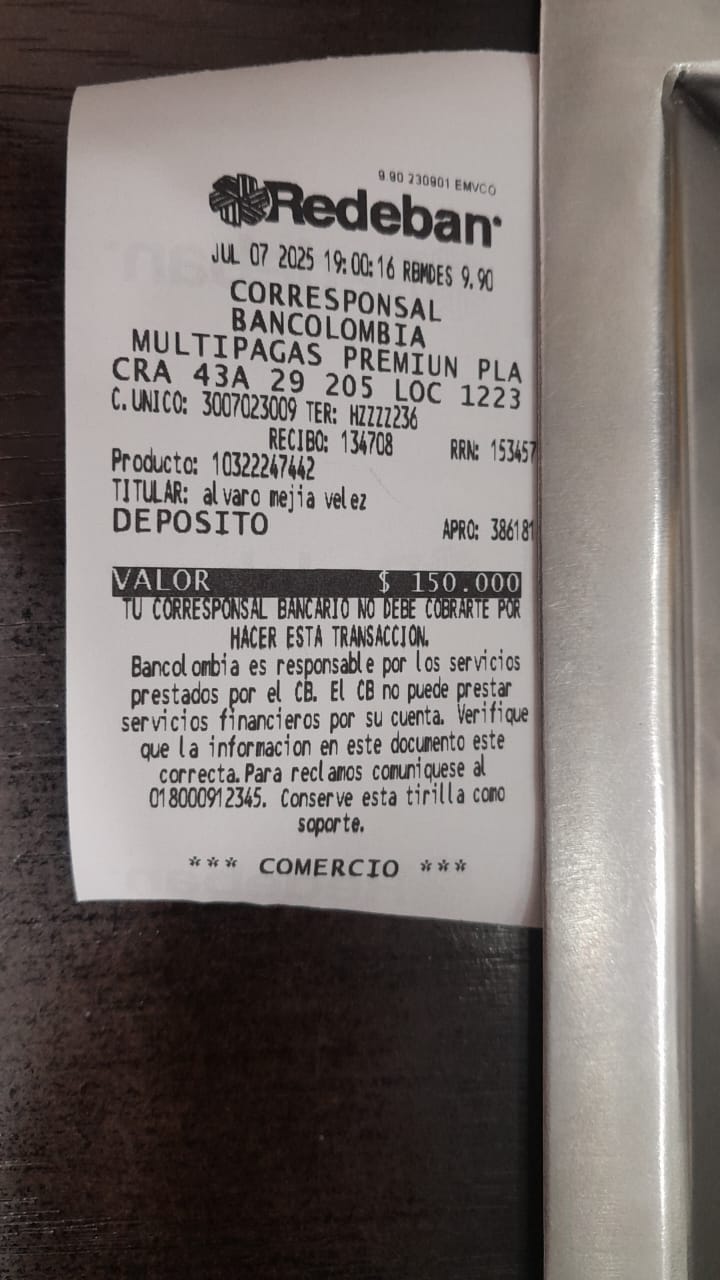 9.90 230901 EMVCO
Redeban
JUL 07 2025 19:00:16 RBMDES 9.90
CORRESPONSAL
BANCOLOMBIA
MULTIPAGAS PREMIUN PLA
CRA 43A 29 205 LOC 1223
C.UNICO: 3007023009 TER: HZZZZ236
RECIBO: 134708 RRN: 153457
Producto: 10322247442
TITULAR: alvaro mejia velez
DEPOSITO APRO: 386181
VALOR $ 150.000
TU CORRESPONSAL BANCARIO NO DEBE COBRARTE POR
HACER ESTA TRANSACCION.
Bancolombia es responsable por los servicios
prestados por el CB. El CB no puede prestar
servicios financieros por su cuenta. Verifique
que la informacion en este documento este
correcta.Para reclamos comuniquese al
018000912345. Conserve esta tirilla como
soporte.
*** COMERCIO ***